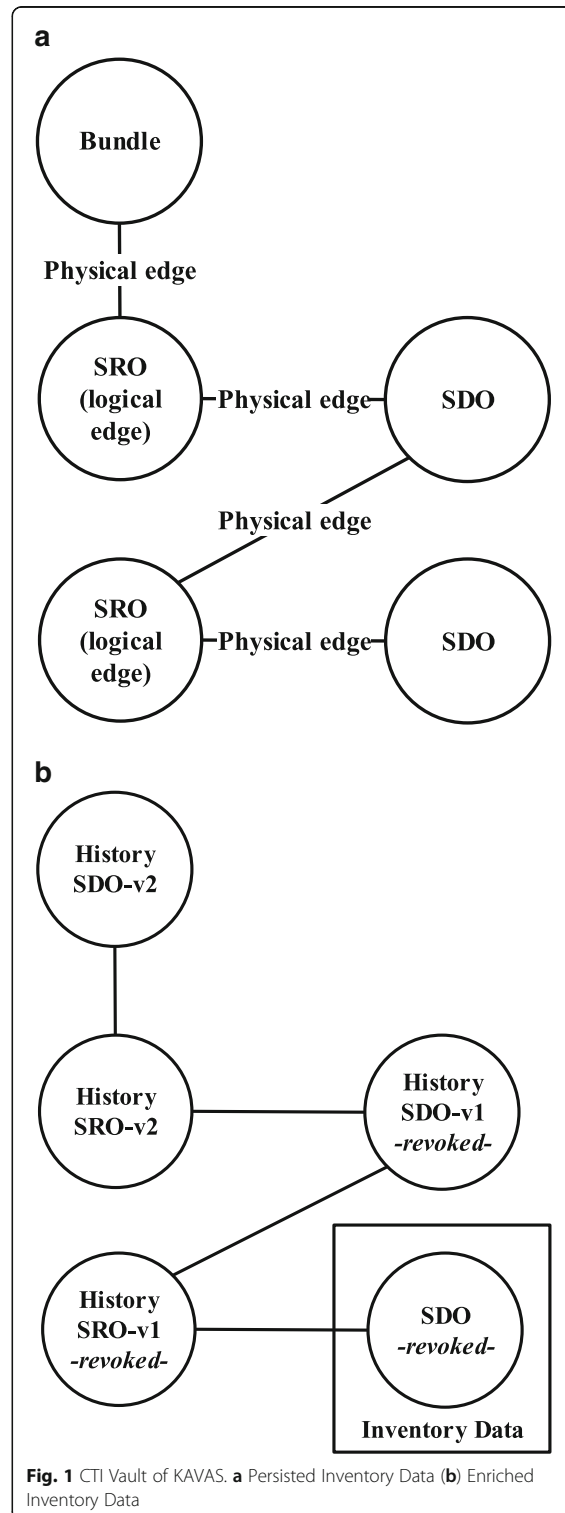 a
Bundle
Physical edge
SRO
(logical
edge)
Physical edge
SDO
Physical edge
SRO
(logical
edge)
Physical edge
SDO
b
History
SDO-v2
History
SRO-v2
History
SDO-v1
-revoked-
History
SRO-v1
-revoked-
SDO
-revoked-
Inventory Data
Fig. 1 CTI Vault of KAVAS. a Persisted Inventory Data (b) Enriched
Inventory Data